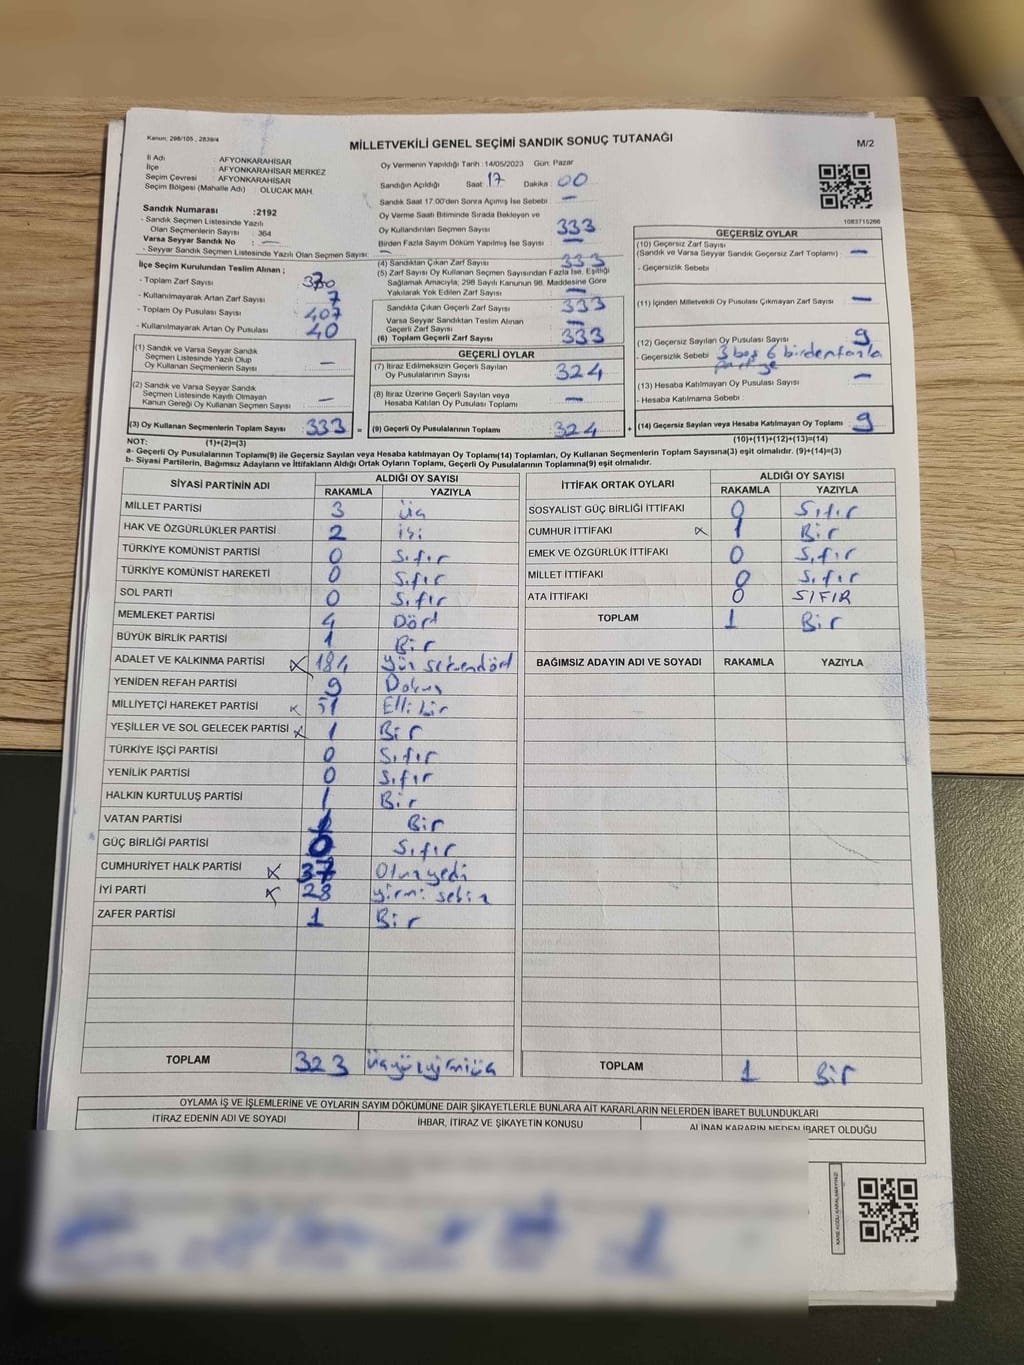 Kanun; 298/105 , 2839/4
MİLLETVEKİLİ GENEL SEÇİMİ SANDIK SONUÇ TUTANAĞI
M/2
İl Adı : AFYONKARAHİSAR
İlçe : AFYONKARAHİSAR MERKEZ
Seçim Çevresi : AFYONKARAHİSAR
Seçim Bölgesi (Mahalle Adı) : OLUCAK MAH.
Sandık Numarası :2192
- Sandık Seçmen Listesinde Yazılı
Olan Seçmenlerin Sayısı : 364
Varsa Seyyar Sandık No : —
- Seyyar Sandık Seçmen Listesinde Yazılı Olan Seçmen Sayısı: —
İlçe Seçim Kurulundan Teslim Alınan ;
- Toplam Zarf Sayısı
- Kullanılmayarak Artan Zarf Sayısı 7
- Toplam Oy Pusulası Sayısı 407
- Kullanılmayarak Artan Oy Pusulası 40
(1) Sandık ve Varsa Seyyar Sandık
Seçmen Listesinde Yazılı Olup
Oy Kullanan Seçmenlerin Sayısı —
(2) Sandık ve Varsa Seyyar Sandık
Seçmen Listesinde Kayıtlı Olmayan
Kanun Gereği Oy Kullanan Seçmen Sayısı —
(3) Oy Kullanan Seçmenlerin Toplam Sayısı 333 =
Oy Vermenin Yapıldığı Tarih : 14/05/2023 Gün: Pazar
Sandığın Açıldığı Saat: 17 Dakika : 00
Sandık Saat 17.00'den Sonra Açılmış İse Sebebi : —
Oy Verme Saati Bitiminde Sırada Bekleyen ve
Oy Kullandırılan Seçmen Sayısı 333
Birden Fazla Sayım Döküm Yapılmış İse Sayısı —
(4) Sandıktan Çıkan Zarf Sayısı 333
(5) Zarf Sayısı Oy Kullanan Seçmen Sayısından Fazla İse, Eşitliği
Sağlamak Amacıyla; 298 Sayılı Kanunun 98. Maddesine Göre
Yakılarak Yok Edilen Zarf Sayısı —
Sandıkta Çıkan Geçerli Zarf Sayısı 333
Varsa Seyyar Sandıktan Teslim Alınan
Geçerli Zarf Sayısı —
(6) Toplam Geçerli Zarf Sayısı 333
GEÇERLİ OYLAR
(7) İtiraz Edilmeksizin Geçerli Sayılan
Oy Pusulalarının Sayısı 324
(8) İtiraz Üzerine Geçerli Sayılan veya
Hesaba Katılan Oy Pusulası Toplamı —
(9) Geçerli Oy Pusulalarının Toplamı 324 +
1083715266
GEÇERSİZ OYLAR
(10) Geçersiz Zarf Sayısı
(Sandık ve Varsa Seyyar Sandık Geçersiz Zarf Toplamı) —
- Geçersizlik Sebebi :
(11) İçinden Milletvekili Oy Pusulası Çıkmayan Zarf Sayısı —
(12) Geçersiz Sayılan Oy Pusulası Sayısı 9
- Geçersizlik Sebebi : 3 boş 6 birden fazla
partiye
(13) Hesaba Katılmayan Oy Pusulası Sayısı —
- Hesaba Katılmama Sebebi :
(14) Geçersiz Sayılan veya Hesaba Katılmayan Oy Toplamı 9
NOT: (1)+(2)=(3) (10)+(11)+(12)+(13)=(14)
a- Geçerli Oy Pusulalarının Toplamı(9) ile Geçersiz Sayılan veya Hesaba katılmayan Oy Toplamı(14) Toplamları, Oy Kullanan Seçmenlerin Toplam Sayısına(3) eşit olmalıdır. (9)+(14)=(3)
b- Siyasi Partilerin, Bağımsız Adayların ve İttifakların Aldığı Ortak Oyların Toplamı, Geçerli Oy Pusulalarının Toplamına(9) eşit olmalıdır.
SİYASİ PARTİNİN ADI ALDIĞI OY SAYISI
RAKAMLA YAZIYLA
MİLLET PARTİSİ 3 Üç
HAK VE ÖZGÜRLÜKLER PARTİSİ 2 iki
TÜRKİYE KOMÜNİST PARTİSİ 0 Sıfır
TÜRKİYE KOMÜNİST HAREKETİ 0 Sıfır
SOL PARTİ 0 Sıfır
MEMLEKET PARTİSİ 4 Dört
BÜYÜK BİRLİK PARTİSİ 1 Bir
ADALET VE KALKINMA PARTİSİ x 184 Yüz seksendört
YENİDEN REFAH PARTİSİ 9 Dokuz
MİLLİYETÇİ HAREKET PARTİSİ x 51 Elli bir
YEŞİLLER VE SOL GELECEK PARTİSİ x 1 Bir
TÜRKİYE İŞÇİ PARTİSİ 0 Sıfır
YENİLİK PARTİSİ 0 Sıfır
HALKIN KURTULUŞ PARTİSİ 1 Bir
VATAN PARTİSİ 1 Bir
GÜÇ BİRLİĞİ PARTİSİ 0 Sıfır
CUMHURİYET HALK PARTİSİ x 37 Otuzyedi
İYİ PARTİ x 28 yirmi sekiz
ZAFER PARTİSİ 1 Bir
TOPLAM 323 Üçyüzyirmiüç
İTTİFAK ORTAK OYLARI ALDIĞI OY SAYISI
RAKAMLA YAZIYLA
SOSYALİST GÜÇ BİRLİĞİ İTTİFAKI 0 Sıfır
CUMHUR İTTİFAKI x 1 Bir
EMEK VE ÖZGÜRLÜK İTTİFAKI 0 Sıfır
MİLLET İTTİFAKI 0 Sıfır
ATA İTTİFAKI 0 SIFIR
TOPLAM 1 Bir
BAĞIMSIZ ADAYIN ADI VE SOYADI RAKAMLA YAZIYLA
TOPLAM 1 Bir
OYLAMA İŞ VE İŞLEMLERİNE VE OYLARIN SAYIM DÖKÜMÜNE DAİR ŞİKAYETLERLE BUNLARA AİT KARARLARIN NELERDEN İBARET BULUNDUKLARI
İTİRAZ EDENİN ADI VE SOYADI İHBAR, İTİRAZ VE ŞİKAYETİN KONUSU ALINAN KARARIN NEDEN İBARET OLDUĞU
KARE KODU KARALAMAYINIZ!